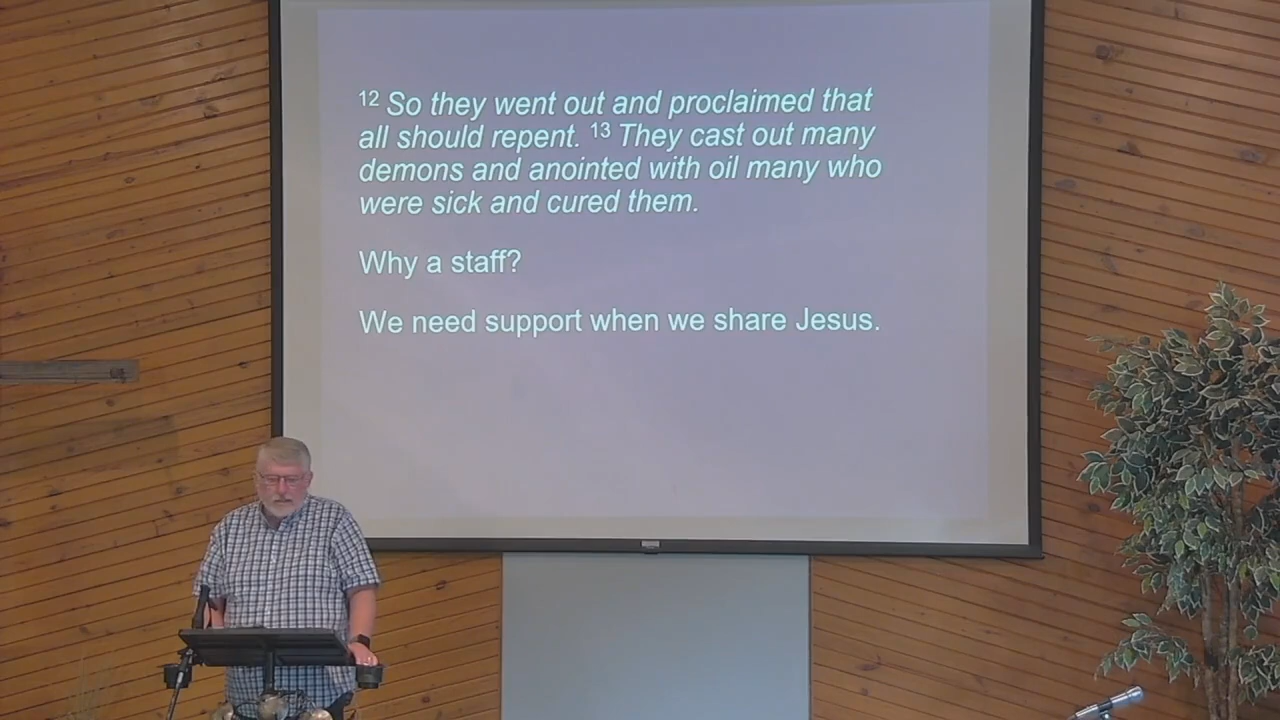 12 So they went out and proclaimed that
all should repent. 13 They cast out many
demons and anointed with oil many who
were sick and cured them.
Why a staff?
We need support when we share Jesus.